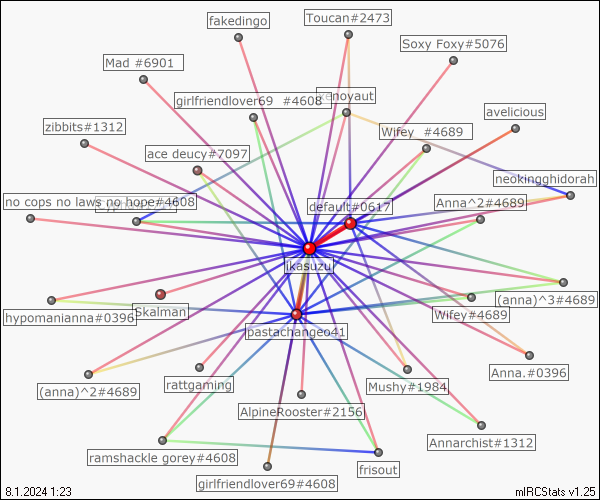 fakedingo
Toucan#2473
Soxy Foxy#5076
Mad #6901
girlfriendlover69 #4608
xenoyaut
avelicious
zibbits#1312
Wifey #4689
ace deucy#7097
neokingghidorah
no cops no laws no hope#4608
default#0617
Anna^2#4689
jikasuzu
Skalman
(anna)^3#4689
hypomanianna#0396
Wifey#4689
pastachangeo41
Anna.#0396
(anna)^2#4689
rattgaming
Mushy#1984
AlpineRooster#2156
Annarchist#1312
ramshackle gorey#4608
frisout
girlfriendlover69#4608
8.1.2024 1:23
mIRCStats v1.25